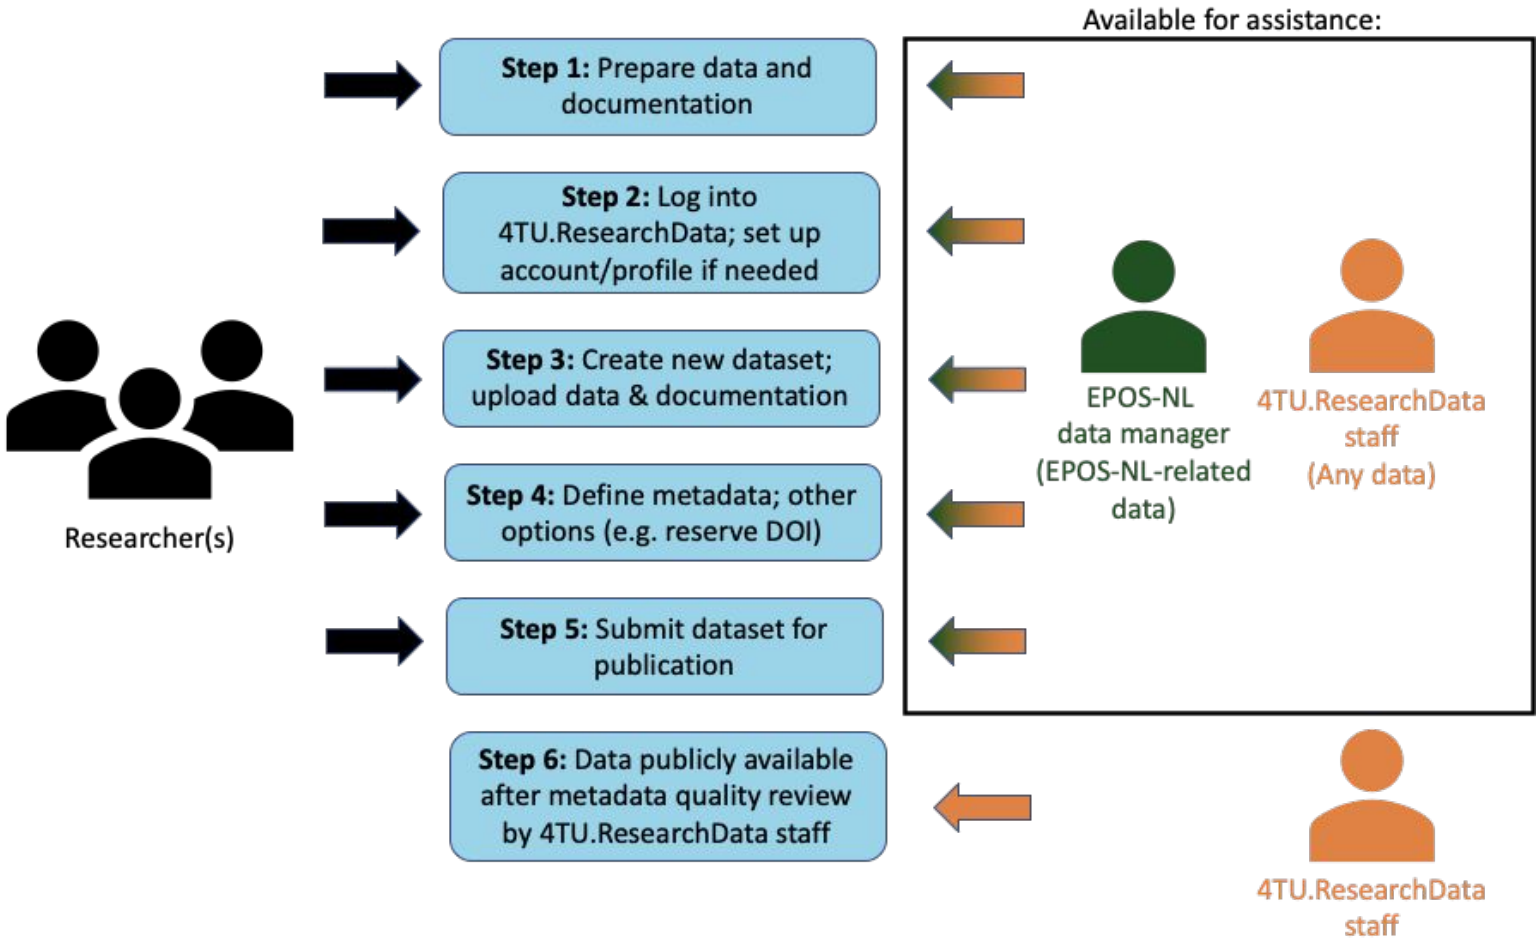 Available for assistance:
Step 1: Prepare data and
documentation
Step 2: Log into
4TU.ResearchData; set up
account/profile if needed
Step 3: Create new dataset;
upload data & documentation
Step 4: Define metadata; other
options (e.g. reserve DOI)
Step 5: Submit dataset for
publication
Step 6: Data publicly available
after metadata quality review
by 4TU.ResearchData staff
Researcher(s)
EPOS-NL
data manager
(EPOS-NL-related
data)
4TU.ResearchData
staff
(Any data)
4TU.ResearchData
staff